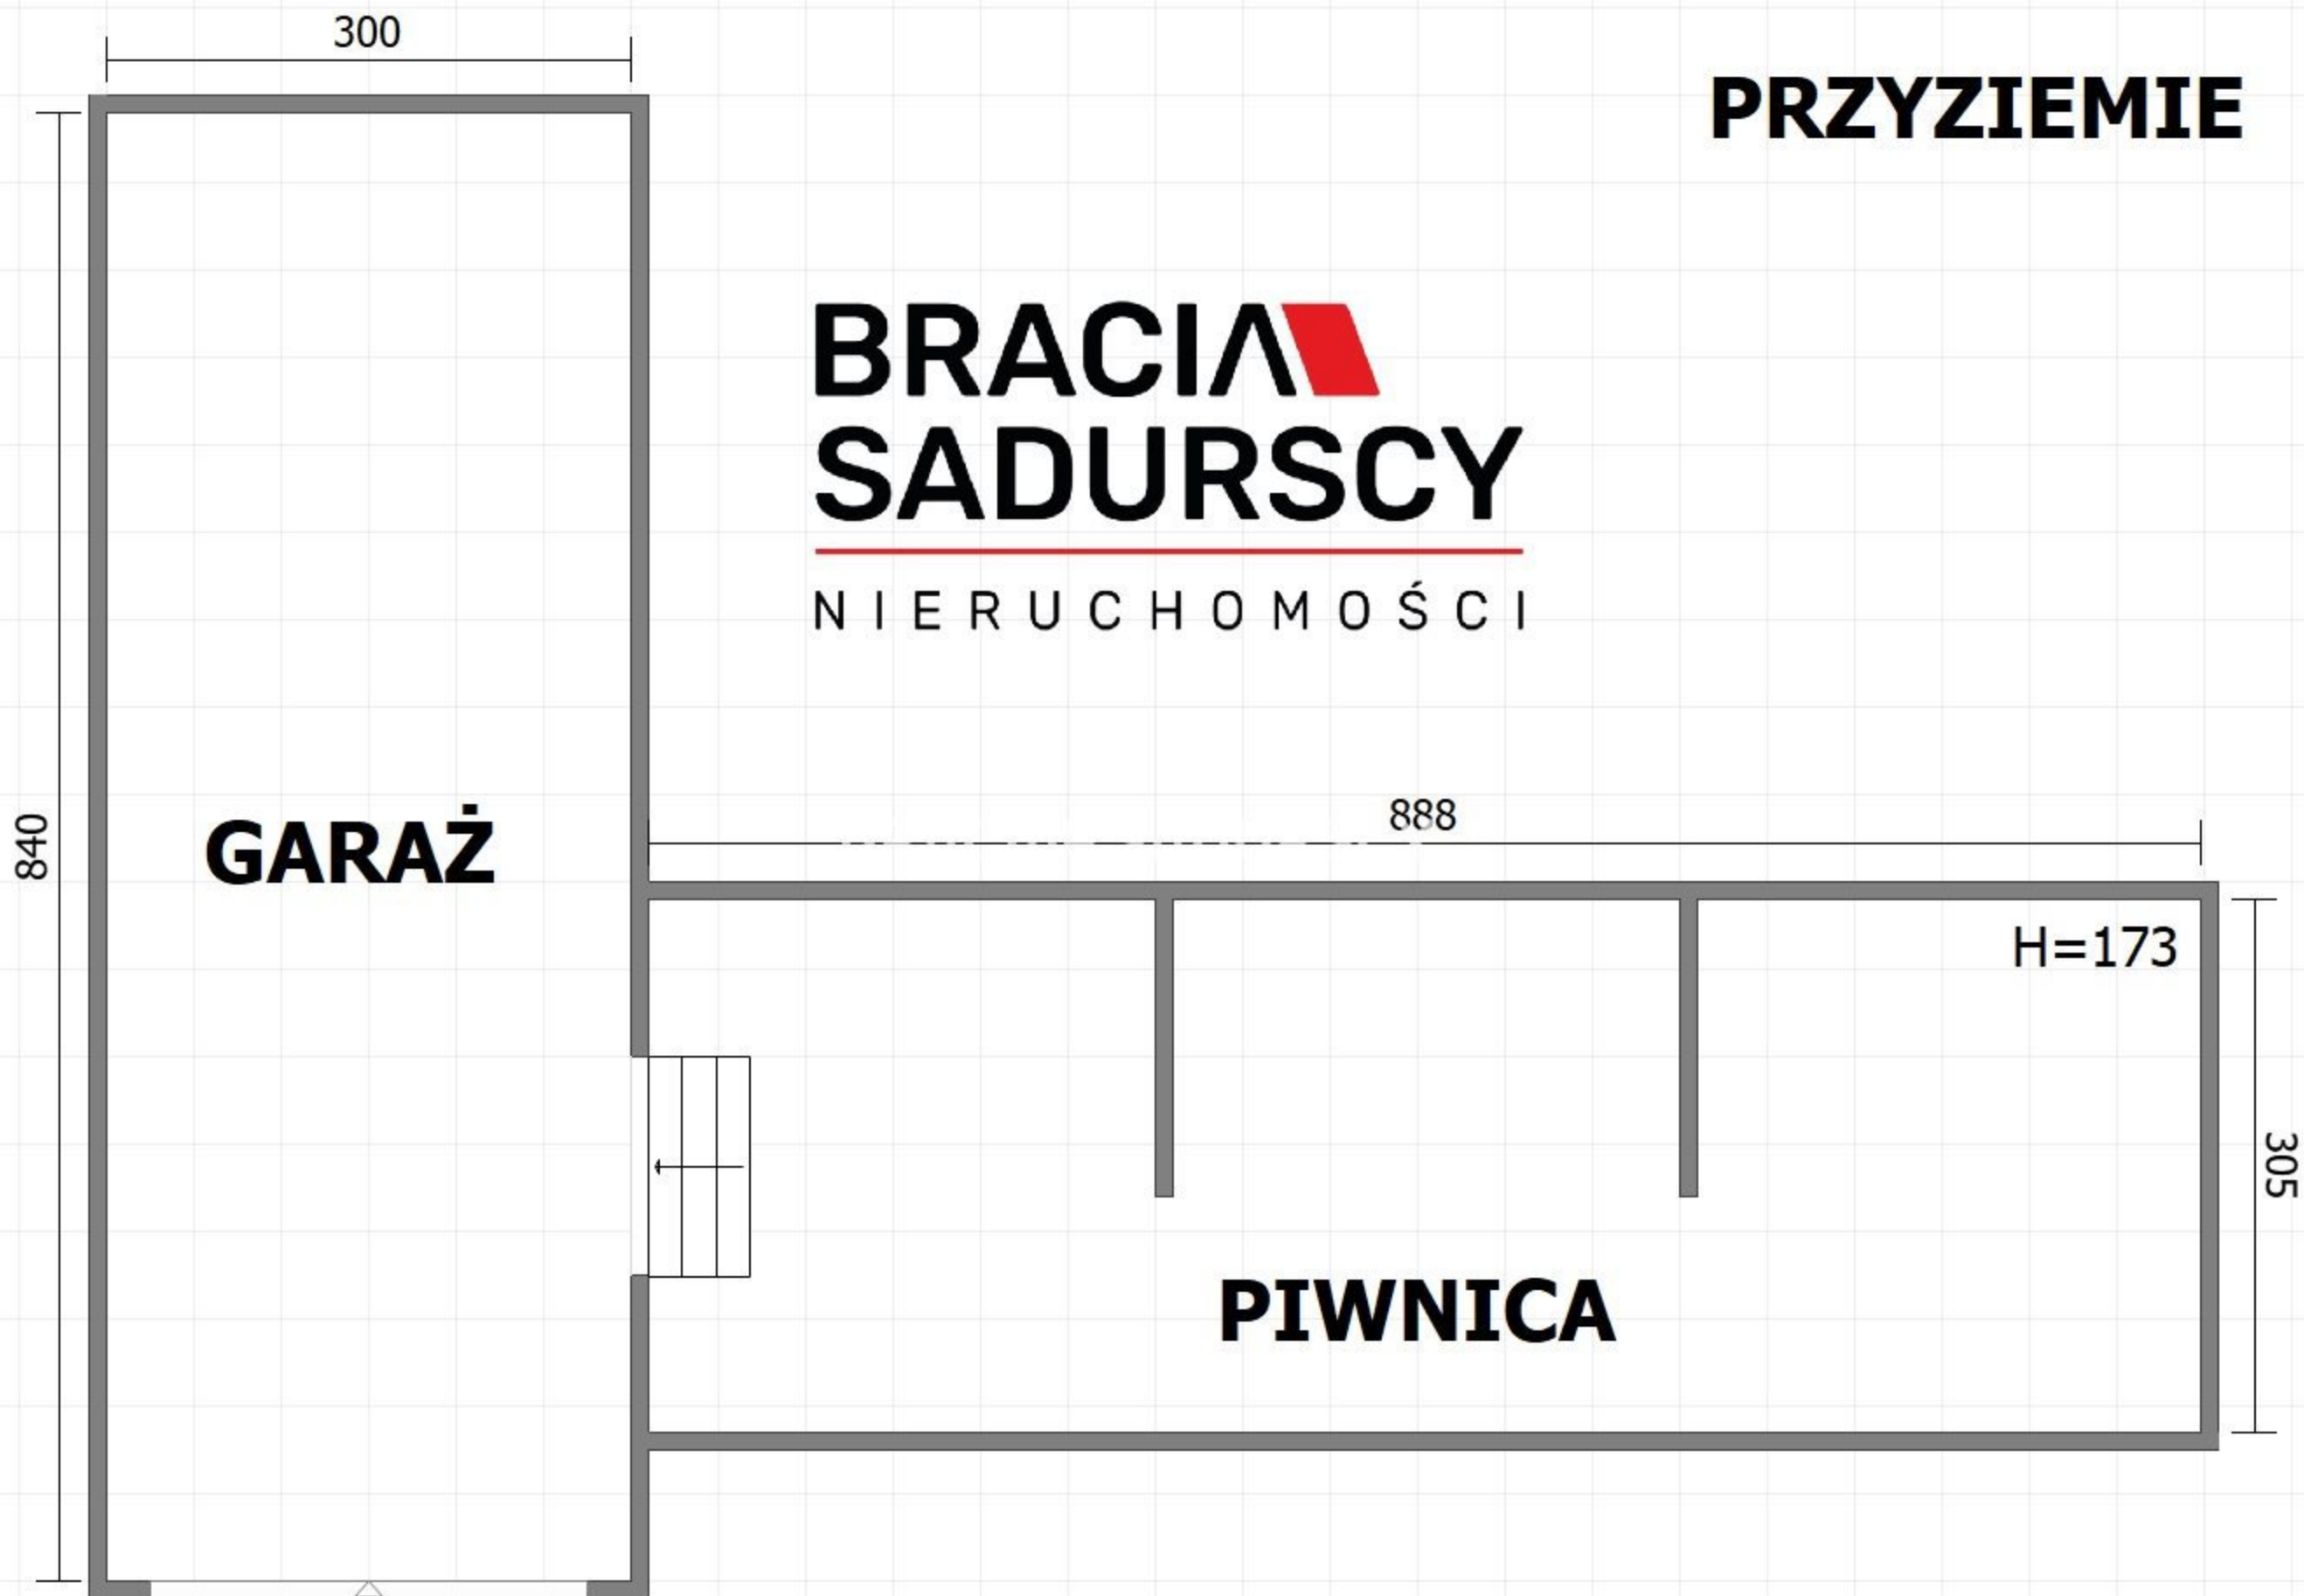 300
PRZYZIEMIE
BRACIA
SADURSCY
NIERUCHOMOŚCI
840
GARAŻ
888
H=173
305
PIWNICA